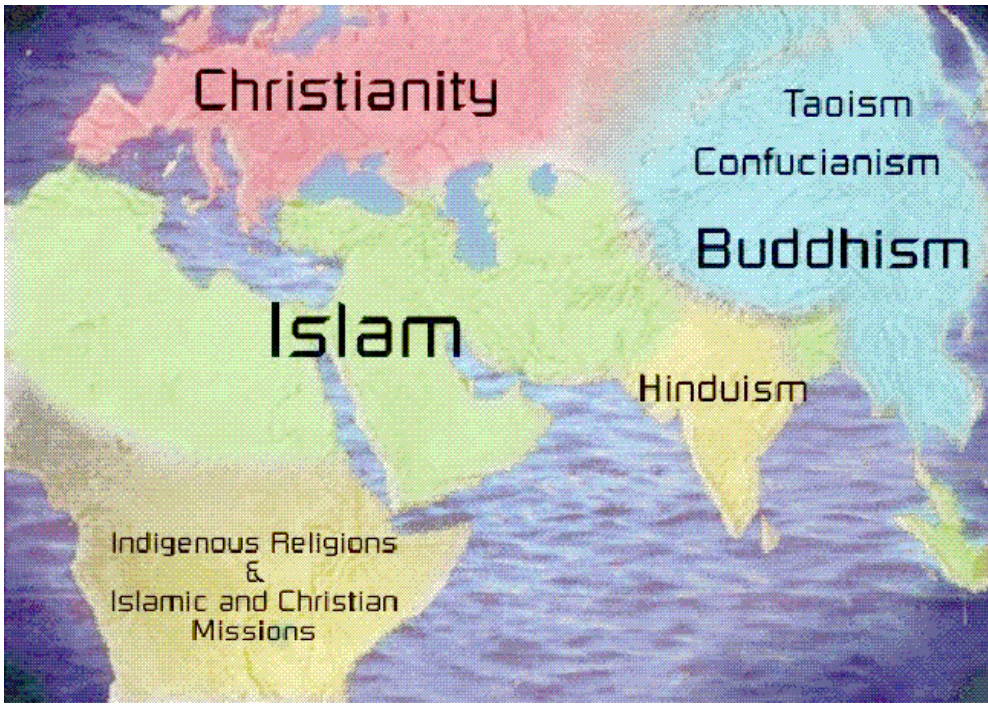 Christianity
Taoism
Confucianism
Buddhism
Islam
Hinduism
Indigenous Religions
&
Islamic and Christian
Missions